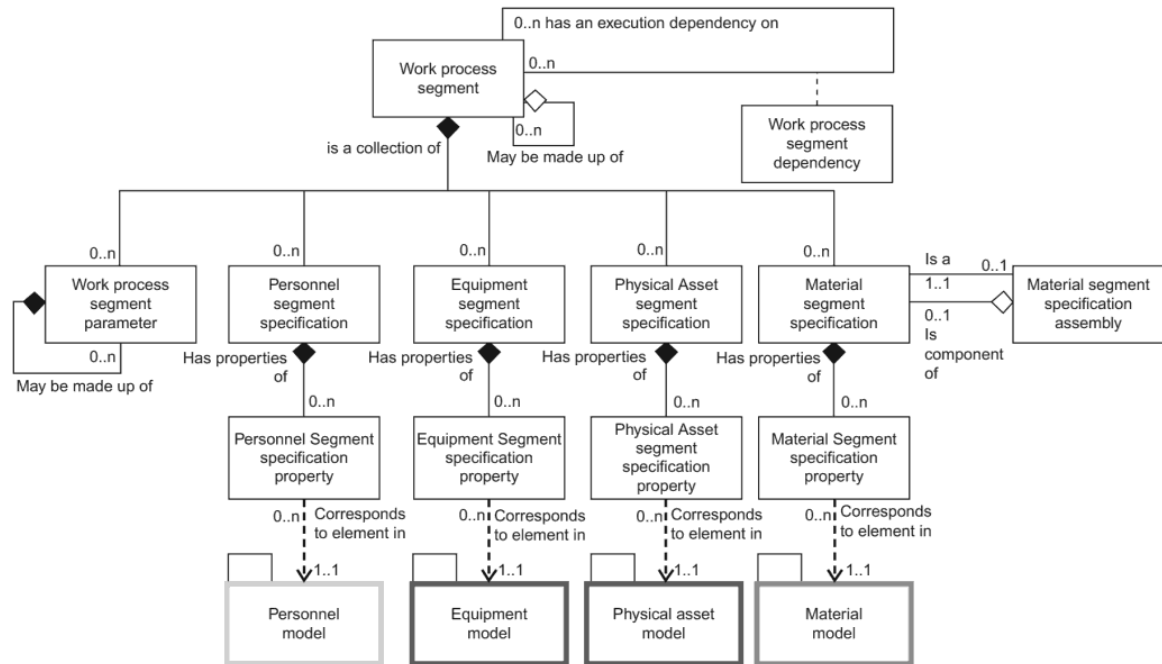 0..n has an execution dependency on
Work process
segment
0..n
0..n
May be made up of
Work process
segment
dependency
is a collection of
0..n
0..n
0..n
0..n
0..n
Work process
segment
parameter
0..n
May be made up of
Personnel
segment
specification
Equipment
segment
specification
Physical Asset
segment
specification
Material
segment
specification
Is a
0..1
1..1
0..1
Is
component
of
Material segment
specification
assembly
Has properties
of
Has properties
of
Has properties
of
Has properties
of
0..n
0..n
0..n
0..n
Personnel Segment
specification
property
Equipment Segment
specification
property
Physical Asset
segment
specification
property
Material Segment
specification
property
0..n
Corresponds
to element in
0..n
Corresponds
to element in
0..n
Corresponds
to element in
0..n
Corresponds
to element in
1..1
1..1
1..1
1..1
Personnel
model
Equipment
model
Physical asset
model
Material
model